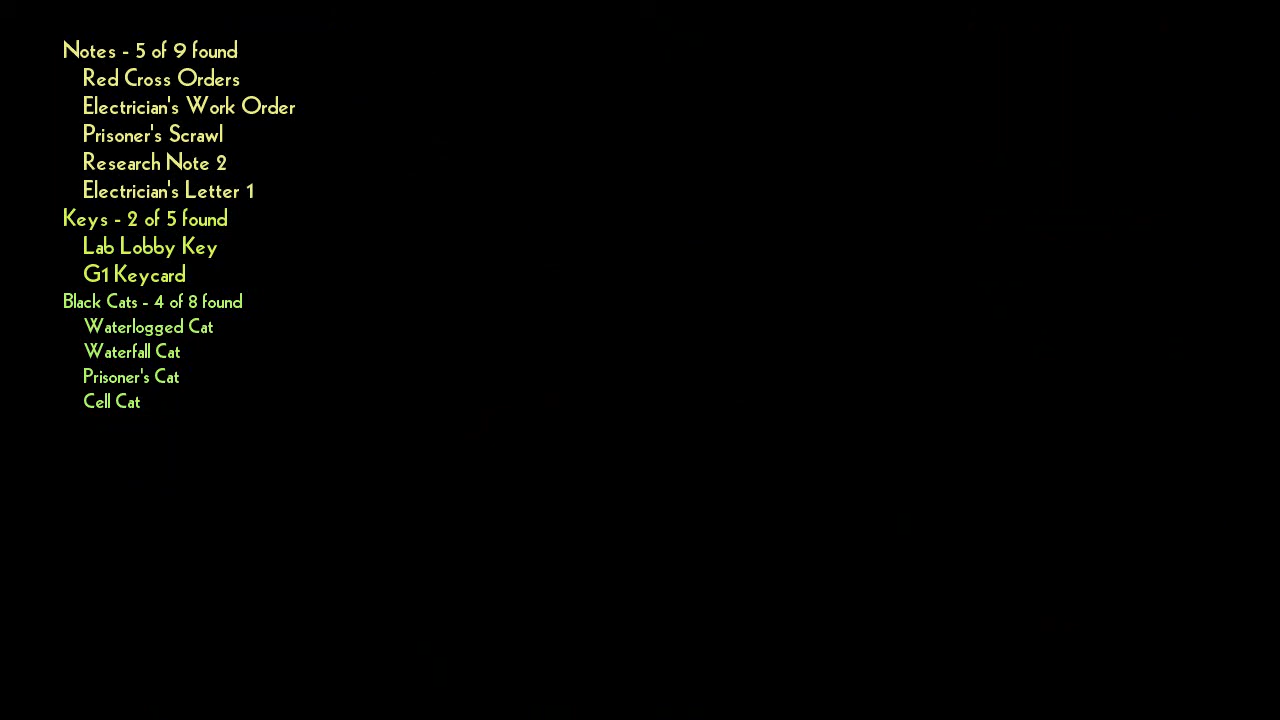 Notes - 5 of 9 found
Red Cross Orders
Electrician's Work Order
Prisoner's Scrawl
Research Note 2
Electrician's Letter 1
Keys - 2 of 5 found
Lab Lobby Key
G1 Keycard
Black Cats - 4 of 8 found
Waterlogged Cat
Waterfall Cat
Prisoner's Cat
Cell Cat